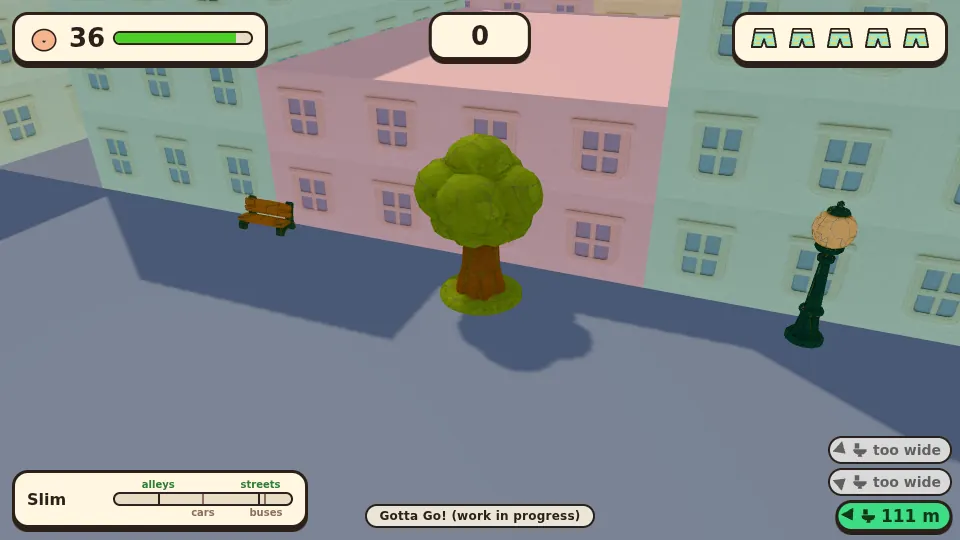 36
0
too wide
too wide
111 m
alleys
streets
Slim
cars
buses
Gotta Go! (work in progress)